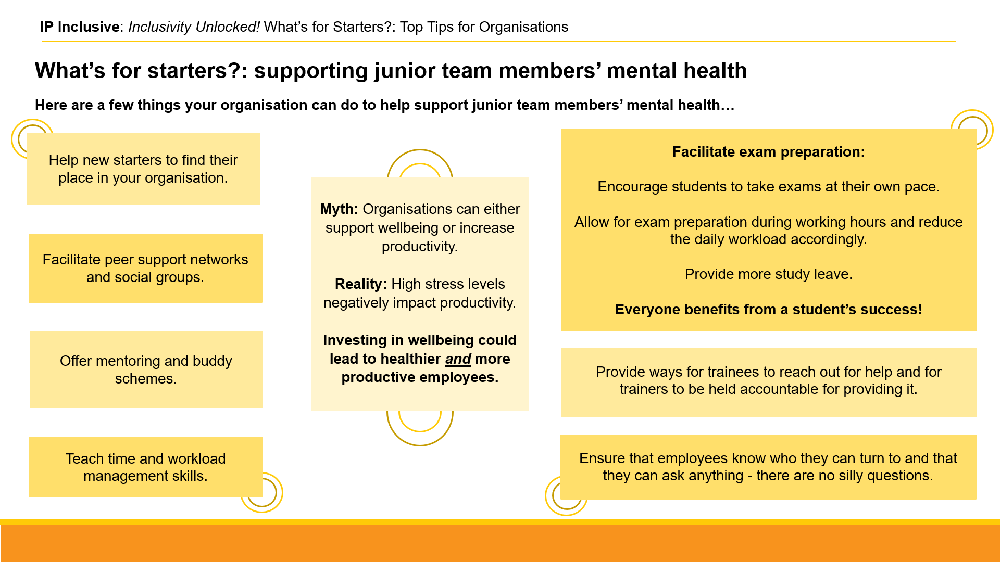 IP Inclusive: Inclusivity Unlocked! What’s for Starters?: Top Tips for Organisations
What’s for starters?: supporting junior team members’ mental health
Here are a few things your organisation can do to help support junior team members’ mental health…
Help new starters to find their
place in your organisation.
Facilitate peer support networks
and social groups.
Offer mentoring and buddy
schemes.
Teach time and workload
management skills.
Myth: Organisations can either
support wellbeing or increase
productivity.
Reality: High stress levels
negatively impact productivity.
Investing in wellbeing could
lead to healthier and more
productive employees.
Facilitate exam preparation:
Encourage students to take exams at their own pace.
Allow for exam preparation during working hours and reduce
the daily workload accordingly.
Provide more study leave.
Everyone benefits from a student’s success!
Provide ways for trainees to reach out for help and for
trainers to be held accountable for providing it.
Ensure that employees know who they can turn to and that
they can ask anything - there are no silly questions.